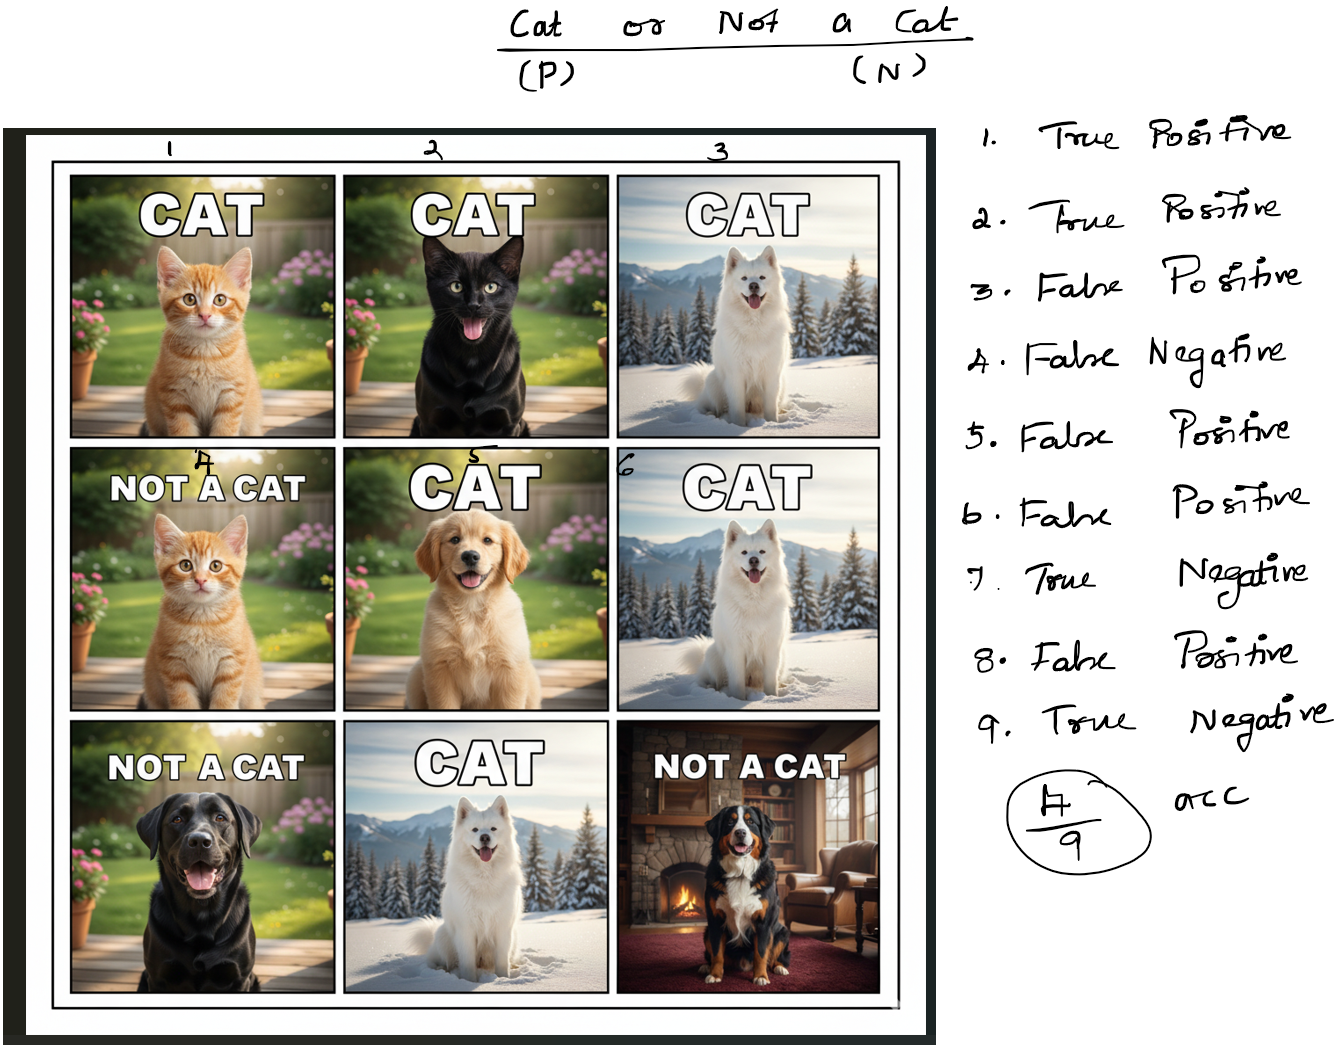 Cat or Not a Cat
(P) (N)
1 2 3
CAT CAT CAT
4 5 6
NOT A CAT CAT CAT
NOT A CAT CAT NOT A CAT
1. True Positive
2. True Positive
3. False Positive
4. False Negative
5. False Positive
6. False Positive
7. True Negative
8. False Positive
9. True Negative
4
9
acc